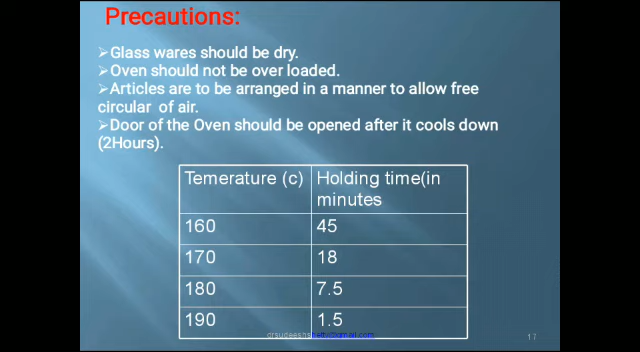 Precautions:
➢Glass wares should be dry.
➢Oven should not be over loaded.
➢Articles are to be arranged in a manner to allow free
circular of air.
➢Door of the Oven should be opened after it cools down
(2Hours).
Temerature (c) Holding time(in
minutes
160 45
170 18
180 7.5
190 1.5
17